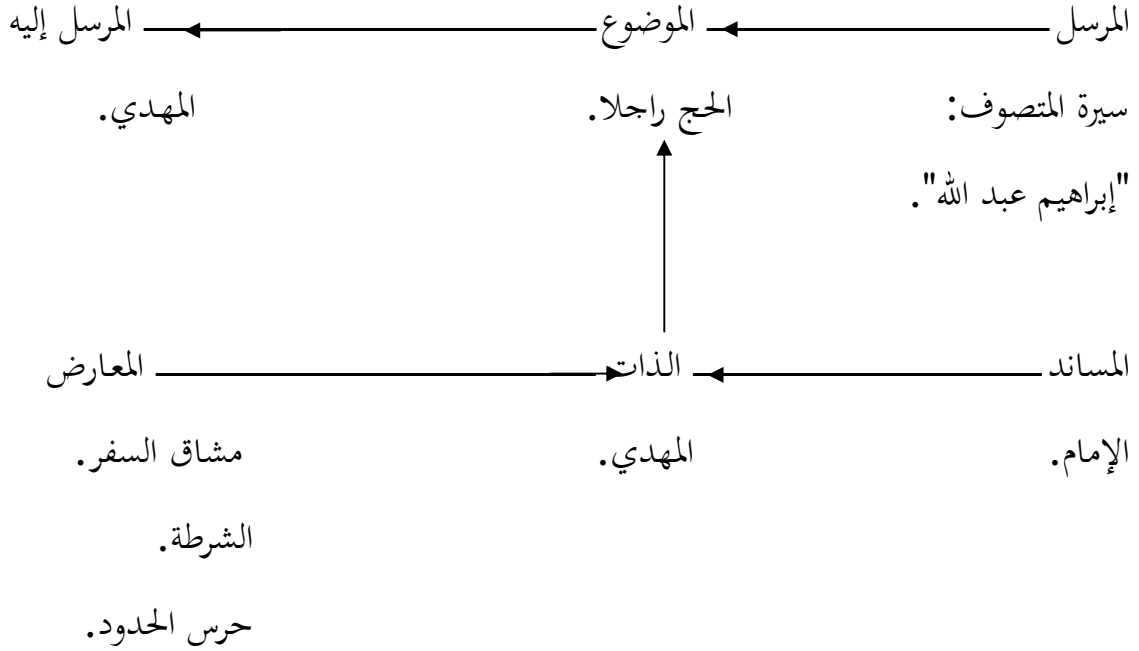 المرسل الموضوع المرسل إليه
سيرة المتصوف: الحج راجلا. المهدي.
"إبراهيم عبد الله".
المساند الذات المعارض
الإمام. المهدي. مشاق السفر.
الشرطة.
حرس الحدود.